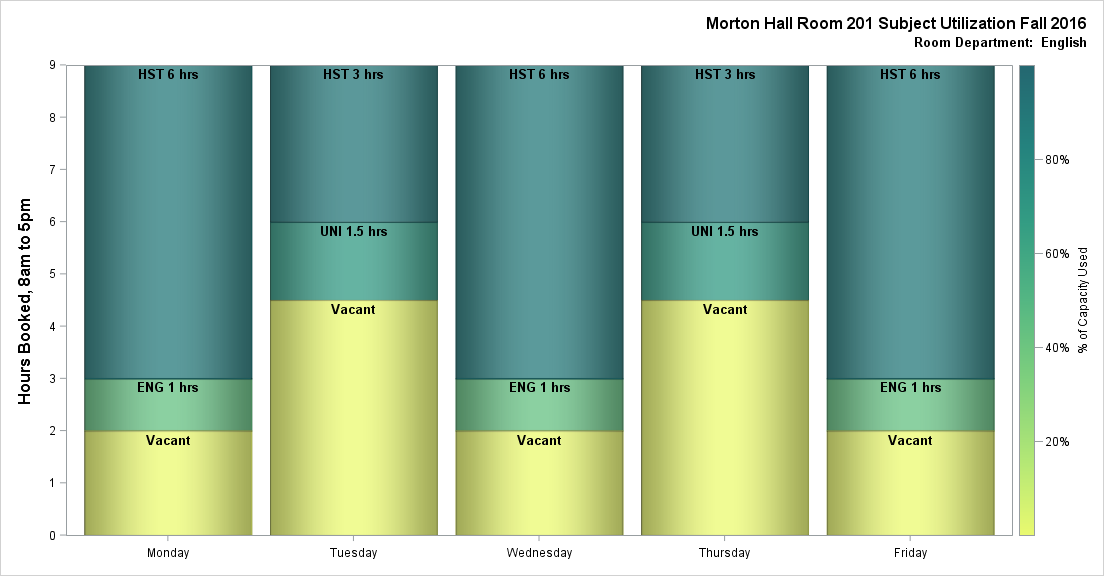 Morton Hall Room 201 Subject Utilization Fall 2016
Room Department: English
Hours Booked, 8am to 5pm
9
8
7
6
5
4
3
2
1
0
HST 6 hrs
ENG 1 hrs
Vacant
Monday
HST 3 hrs
UNI 1.5 hrs
Vacant
Tuesday
HST 6 hrs
ENG 1 hrs
Vacant
Wednesday
HST 3 hrs
UNI 1.5 hrs
Vacant
Thursday
HST 6 hrs
ENG 1 hrs
Vacant
Friday
80%
60%
40%
20%
% of Capacity Used